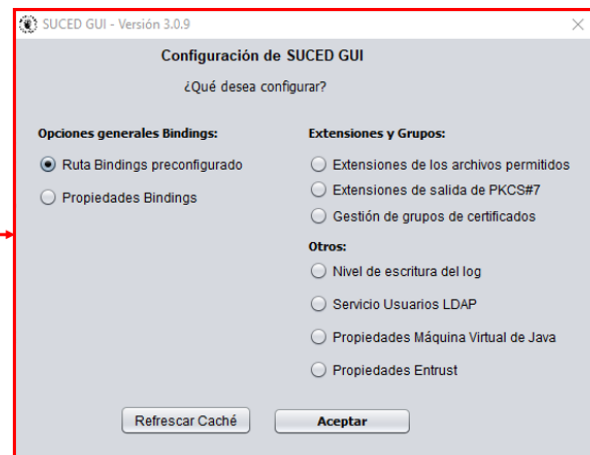 SUCED GUI - Versión 3.0.9
Configuración de SUCED GUI
¿Qué desea configurar?
Opciones generales Bindings:
Ruta Bindings preconfigurado
Propiedades Bindings
Extensiones y Grupos:
Extensiones de los archivos permitidos
Extensiones de salida de PKCS#7
Gestión de grupos de certificados
Otros:
Nivel de escritura del log
Servicio Usuarios LDAP
Propiedades Máquina Virtual de Java
Propiedades Entrust
Refrescar Caché
Aceptar